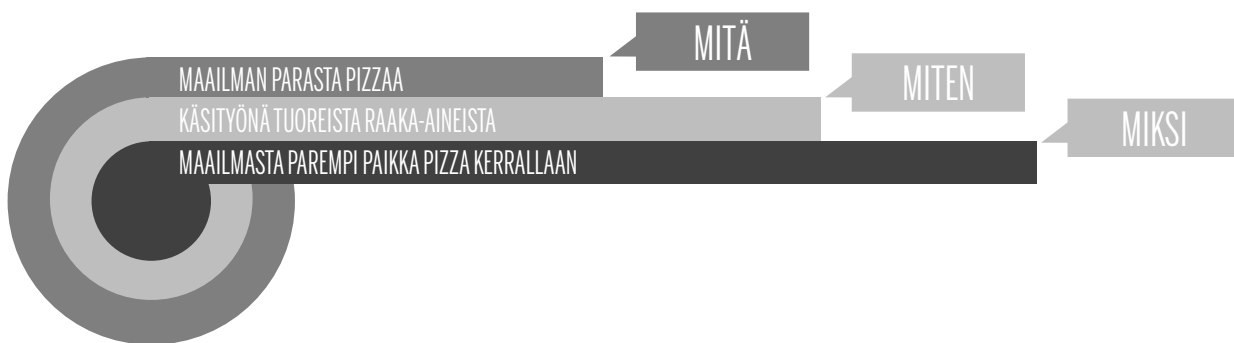 MITÄ
MAAILMAN PARASTA PIZZAA
MITEN
KÄSITYÖNÄ TUOREISTA RAAKA-AINEISTA
MIKSI
MAAILMASTA PAREMPI PAIKKA PIZZA KERRALLAAN